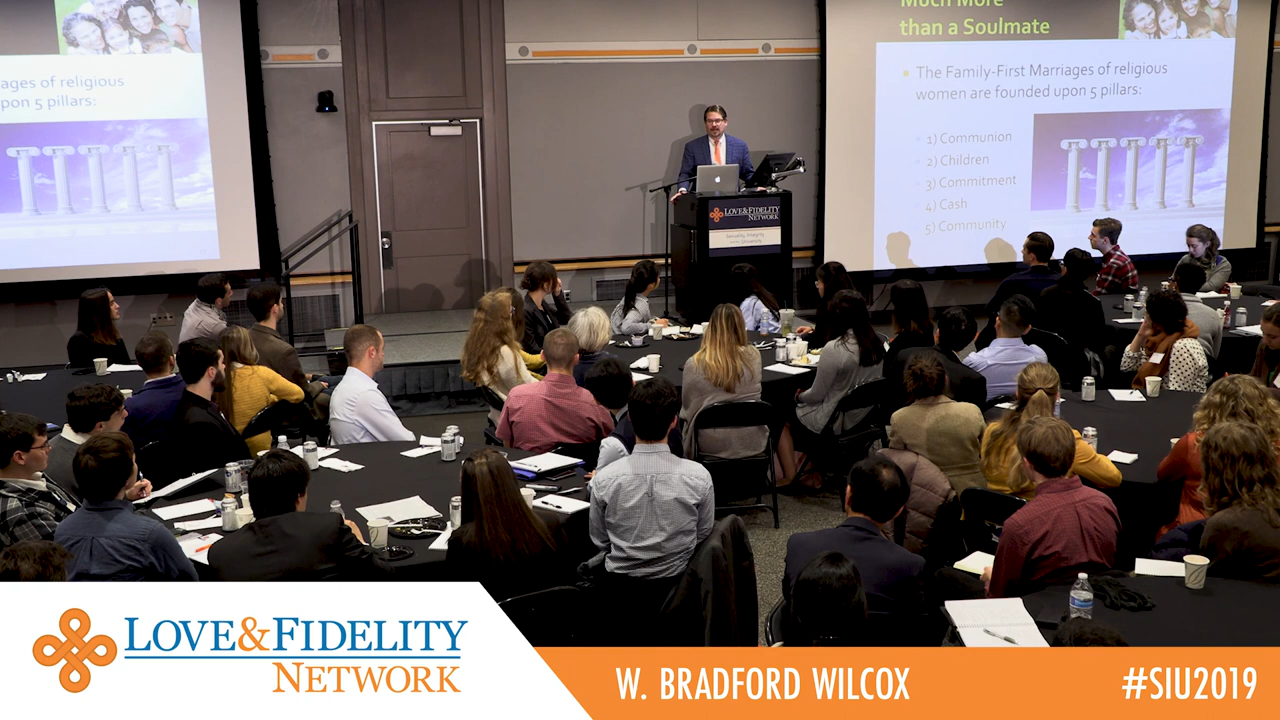 ages of religious
pon 5 pillars:
Much More
than a Soulmate
The Family-First Marriages of religious
women are founded upon 5 pillars:
1) Communion
2) Children
3) Commitment
4) Cash
5) Community
LOVE&FIDELITY
NETWORK
LOVE&FIDELITY
NETWORK
W. BRADFORD WILCOX
#SIU2019